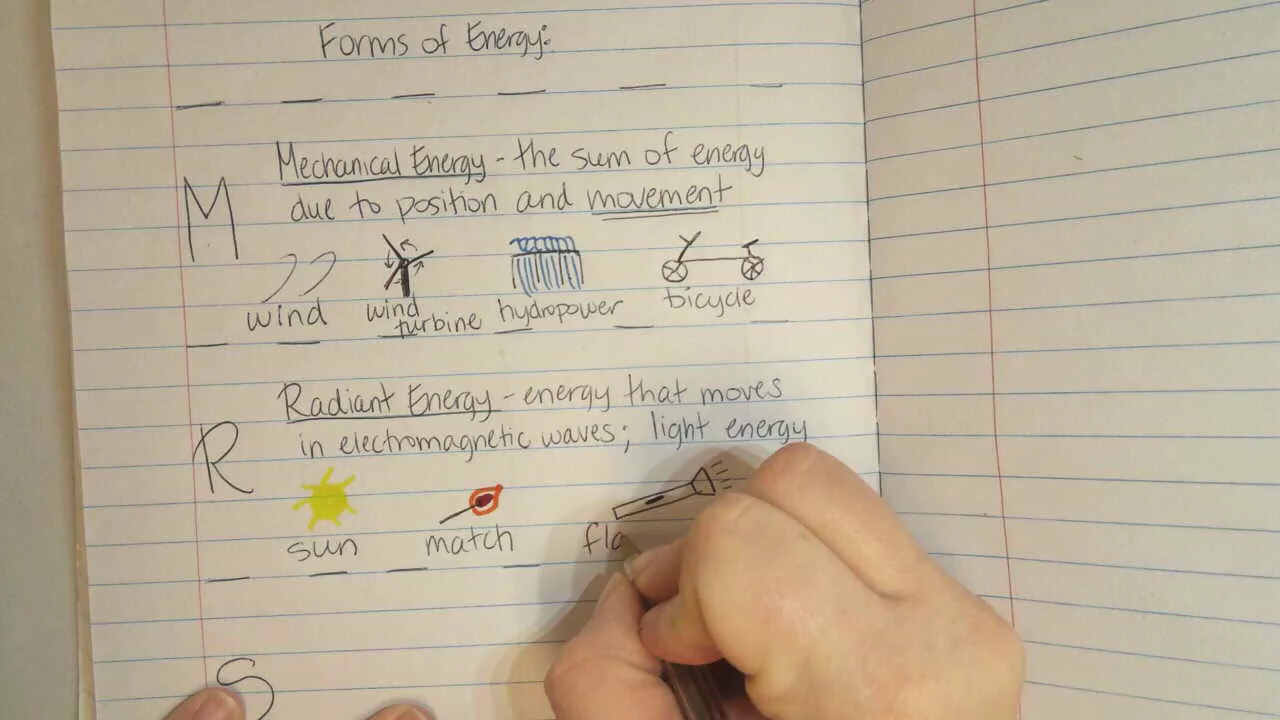 Forms of Energy:
Mechanical Energy - the sum of energy
M
due to position and movement
wind
wind turbine
hydropower
bicycle
Radiant Energy - energy that moves
R
in electromagnetic waves; light energy
sun
match
fla
S